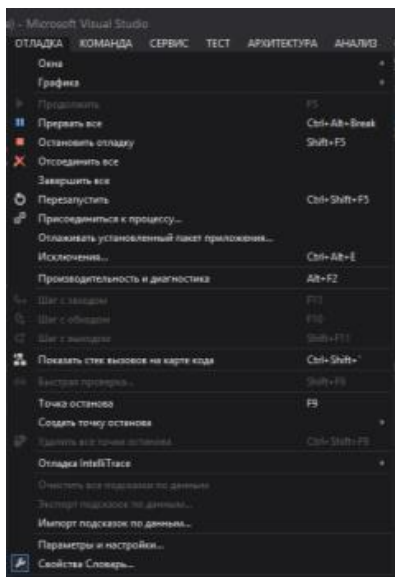 - Microsoft Visual Studio
ОТЛАДКА КОМАНДА СЕРВИС ТЕСТ АРХИТЕКТУРА АНАЛИЗ
Окна
Графика
Продолжить F5
Прервать все Ctrl+Alt+Break
Остановить отладку Shift+F5
Отсоединить все
Завершить все
Перезапустить Ctrl+Shift+F5
Присоединиться к процессу...
Отлаживать установленный пакет приложения...
Исключения... Ctrl+Alt+E
Производительность и диагностика Alt+F2
Шаг с заходом F11
Шаг с обходом F10
Шаг с выходом Shift+F11
Показать стек вызовов на карте кода Ctrl+Shift+`
Быстрая проверка... Shift+F9
Точка останова F9
Создать точку останова
Удалить все точки останова Ctrl+Shift+F9
Отладка IntelliTrace
Очистить все подсказки по данным
Экспорт подсказок по данным...
Импорт подсказок по данным...
Параметры и настройки...
Свойства Словарь...